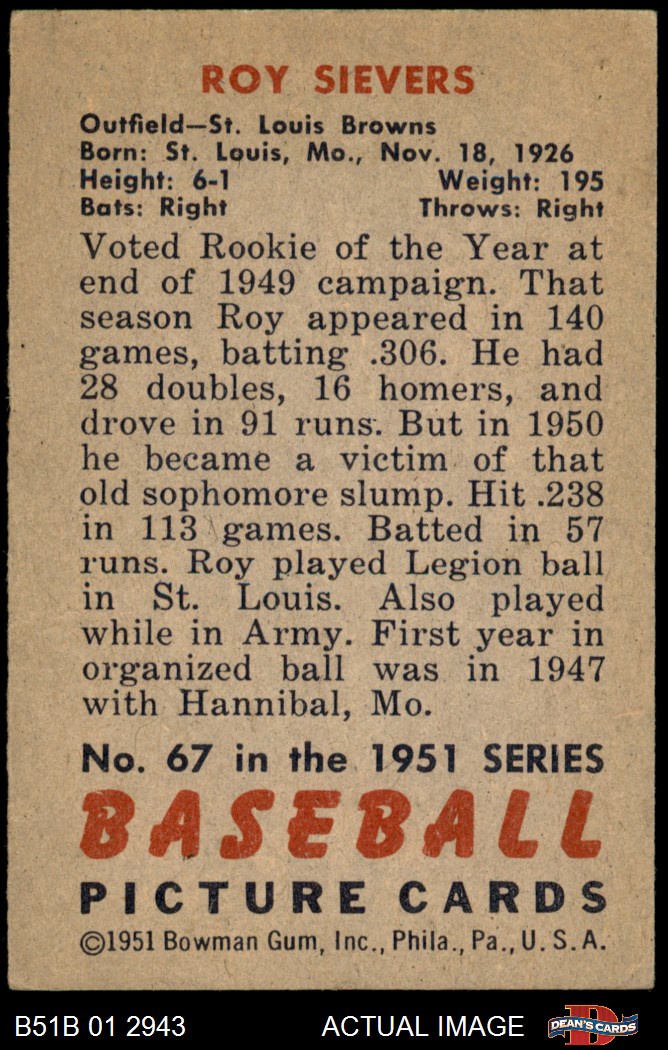 ROY SIEVERS
Outfield—St. Louis Browns
Born: St. Louis, Mo., Nov. 18, 1926
Height: 6-1 Weight: 195
Bats: Right Throws: Right
Voted Rookie of the Year at
end of 1949 campaign. That
season Roy appeared in 140
games, batting .306. He had
28 doubles, 16 homers, and
drove in 91 runs. But in 1950
he became a victim of that
old sophomore slump. Hit .238
in 113 games. Batted in 57
runs. Roy played Legion ball
in St. Louis. Also played
while in Army. First year in
organized ball was in 1947
with Hannibal, Mo.
No. 67 in the 1951 SERIES
BASEBALL
PICTURE CARDS
©1951 Bowman Gum, Inc., Phila., Pa., U.S.A.
B51B 01 2943 ACTUAL IMAGE D DEAN'S CARDS